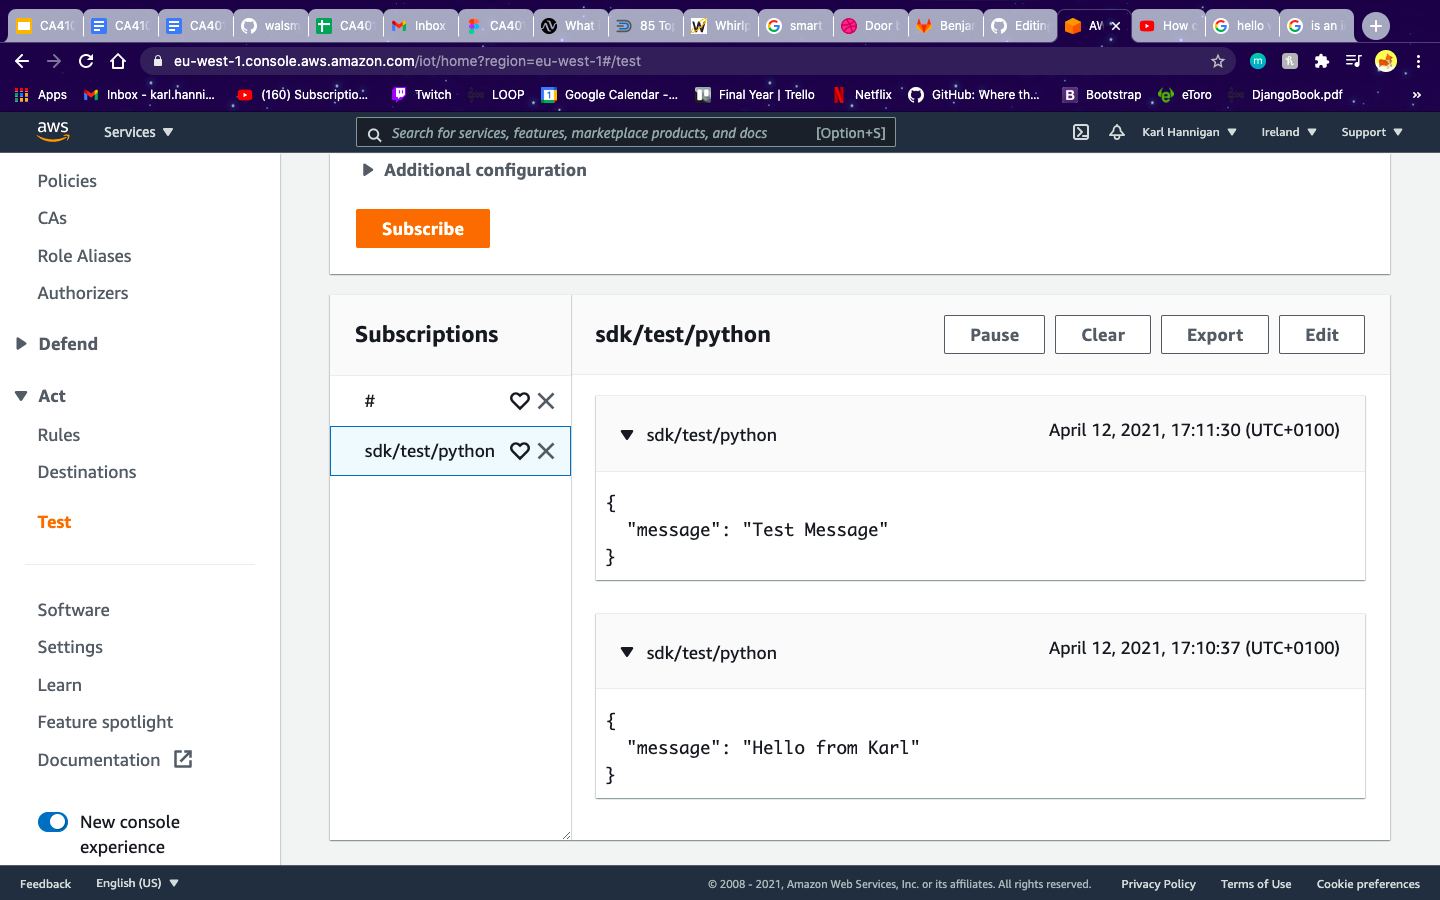 CA410 CA410 CA40 walsm CA40 Inbox CA40 What 85 Top Whirlp smart Door b Benjar Editin AW How c hello is an i
eu-west-1.console.aws.amazon.com/iot/home?region=eu-west-1#/test
Apps Inbox - karl.hanni... (160) Subscriptio... Twitch LOOP Google Calendar -... Final Year | Trello Netflix GitHub: Where th... Bootstrap eToro DjangoBook.pdf »
aws Services Search for services, features, marketplace products, and docs [Option+S] Karl Hannigan Ireland Support
Policies
CAs
Role Aliases
Authorizers
Defend
Act
Rules
Destinations
Test
Software
Settings
Learn
Feature spotlight
Documentation
New console
experience
Additional configuration
Subscribe
Subscriptions
#
sdk/test/python
sdk/test/python
Pause Clear Export Edit
sdk/test/python April 12, 2021, 17:11:30 (UTC+0100)
{
"message": "Test Message"
}
sdk/test/python April 12, 2021, 17:10:37 (UTC+0100)
{
"message": "Hello from Karl"
}
Feedback English (US) © 2008 - 2021, Amazon Web Services, Inc. or its affiliates. All rights reserved. Privacy Policy Terms of Use Cookie preferences